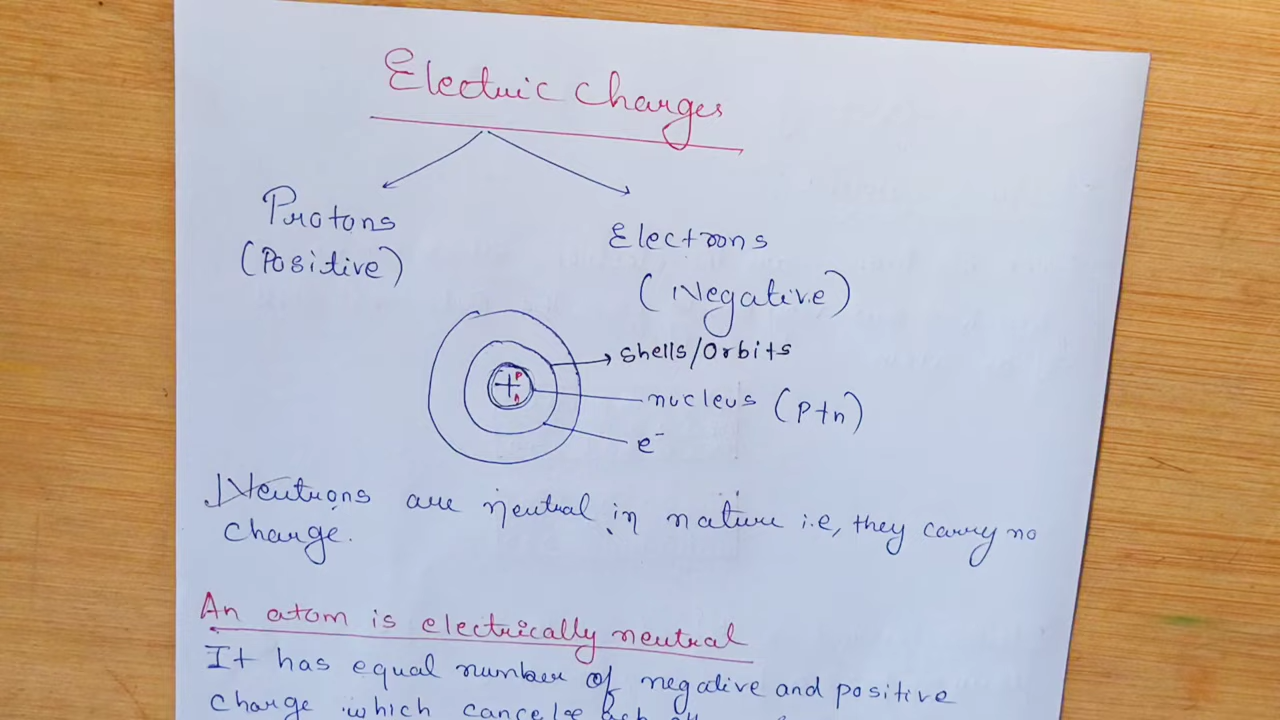 Electric Charges
Protons
(Positive)
Electrons
(Negative)
P
n
shells/Orbits
nucleus (P+n)
e⁻
Neutrons are neutral in nature i.e, they carry no
charge.
An atom is electrically neutral
It has equal number of negative and positive
charge which